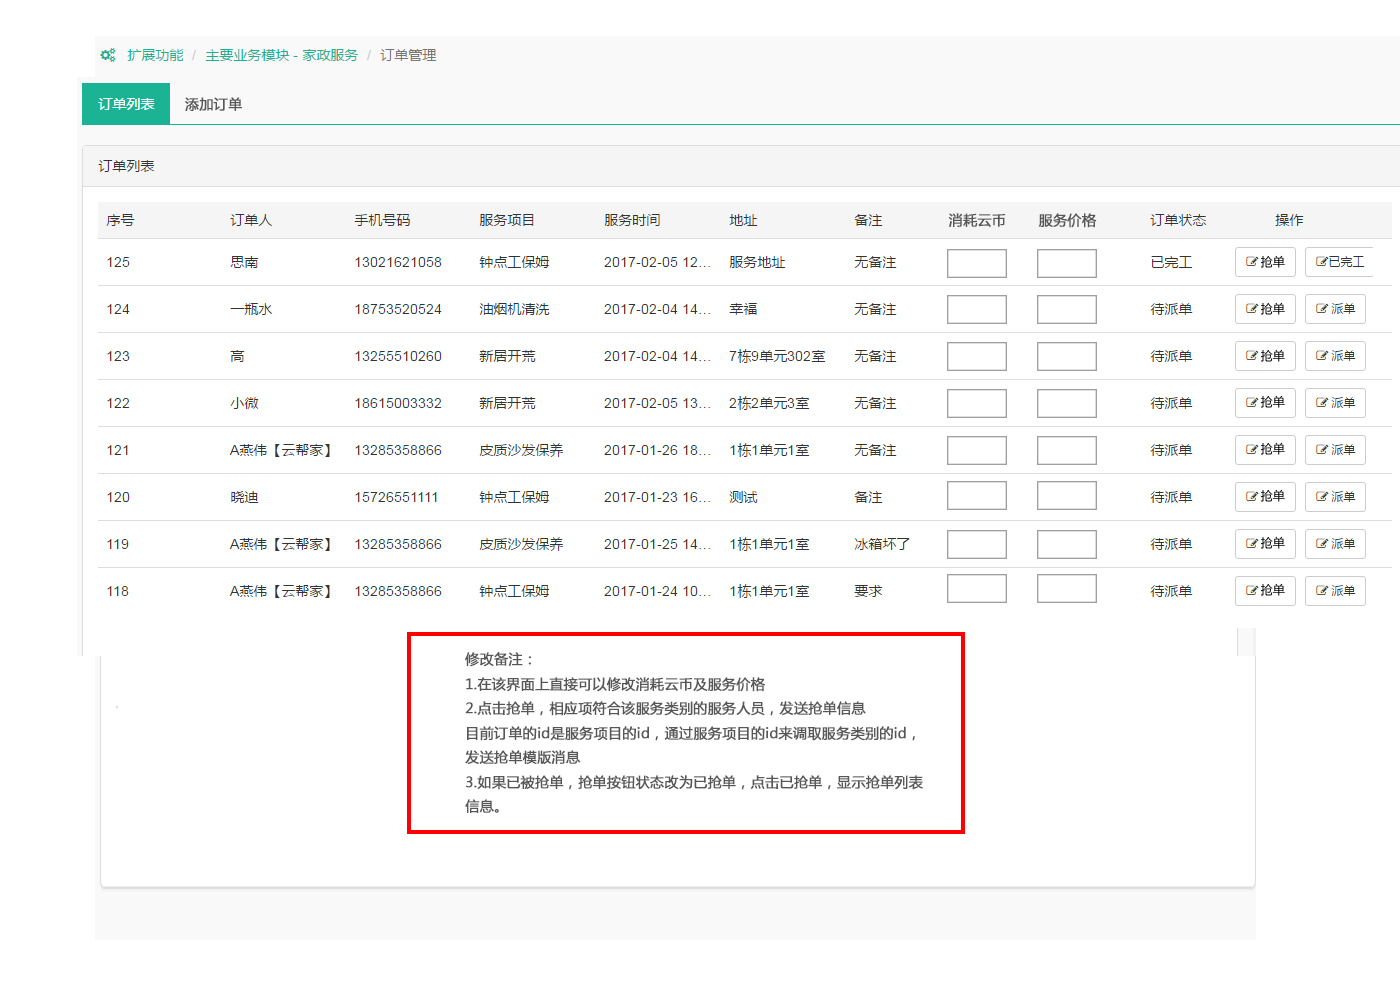 扩展功能 / 主要业务模块 - 家政服务 / 订单管理
订单列表 添加订单
订单列表
序号 订单人 手机号码 服务项目 服务时间 地址 备注 消耗云币 服务价格 订单状态 操作
125 思南 13021621058 钟点工保姆 2017-02-05 12... 服务地址 无备注 已完工 抢单 已完工
124 一瓶水 18753520524 油烟机清洗 2017-02-04 14... 幸福 无备注 待派单 抢单 派单
123 高 13255510260 新居开荒 2017-02-04 14... 7栋9单元302室 无备注 待派单 抢单 派单
122 小微 18615003332 新居开荒 2017-02-05 13... 2栋2单元3室 无备注 待派单 抢单 派单
121 A燕伟【云帮家】 13285358866 皮质沙发保养 2017-01-26 18... 1栋1单元1室 无备注 待派单 抢单 派单
120 晓迪 15726551111 钟点工保姆 2017-01-23 16... 测试 备注 待派单 抢单 派单
119 A燕伟【云帮家】 13285358866 皮质沙发保养 2017-01-25 14... 1栋1单元1室 冰箱坏了 待派单 抢单 派单
118 A燕伟【云帮家】 13285358866 钟点工保姆 2017-01-24 10... 1栋1单元1室 要求 待派单 抢单 派单
修改备注：
1.在该界面上直接可以修改消耗云币及服务价格
2.点击抢单，相应项符合该服务类别的服务人员，发送抢单信息
目前订单的id是服务项目的id，通过服务项目的id来调取服务类别的id，
发送抢单模版消息
3.如果已被抢单，抢单按钮状态改为已抢单，点击已抢单，显示抢单列表
信息。